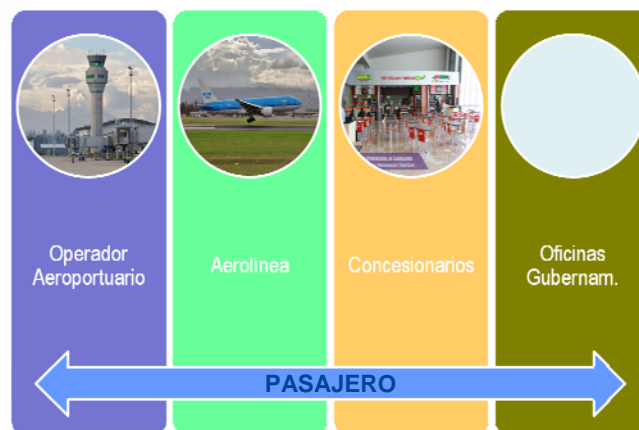 Operador
Aeroportuario
Aerolinea
Concesionarios
Oficinas
Gubernam.
PASAJERO